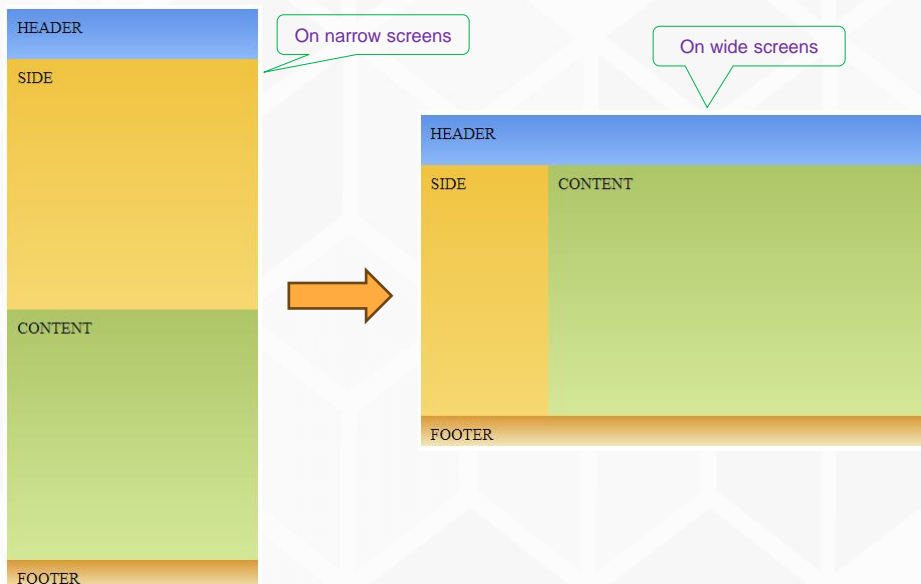 HEADER
On narrow screens
SIDE
CONTENT
FOOTER
On wide screens
HEADER
SIDE
CONTENT
FOOTER